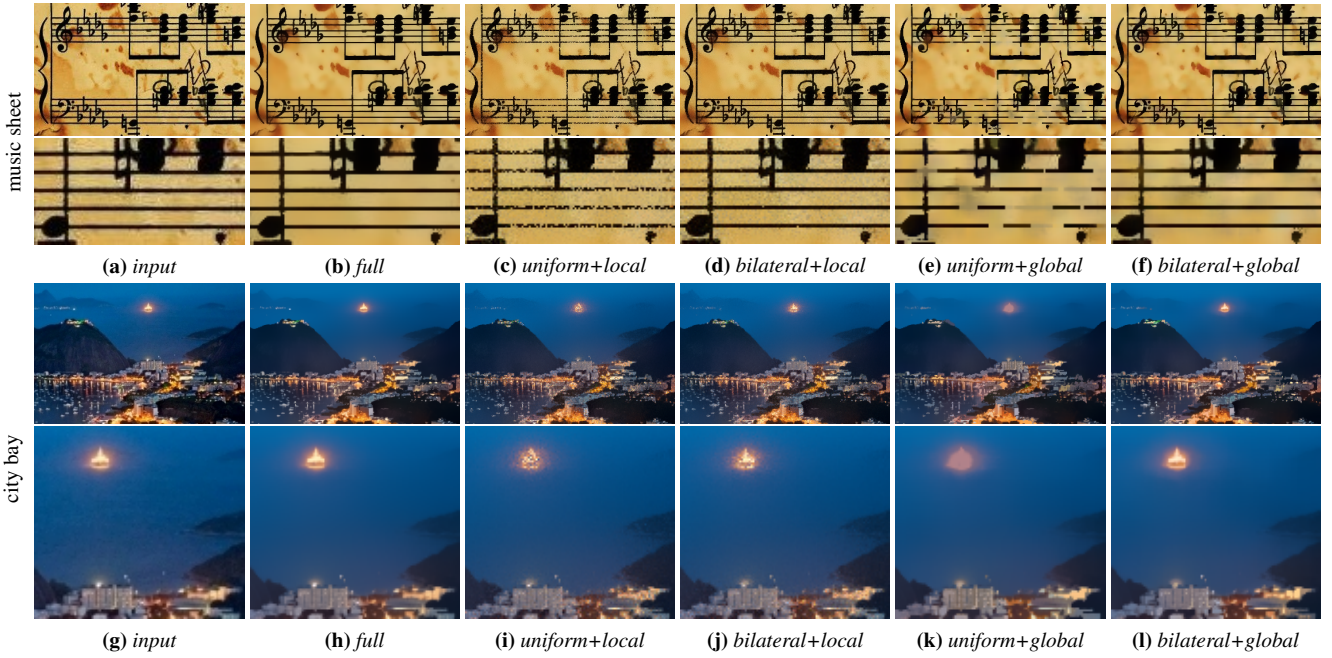 music sheet
(a) input
(b) full
(c) uniform+local
(d) bilateral+local
(e) uniform+global
(f) bilateral+global
city bay
(g) input
(h) full
(i) uniform+local
(j) bilateral+local
(k) uniform+global
(l) bilateral+global